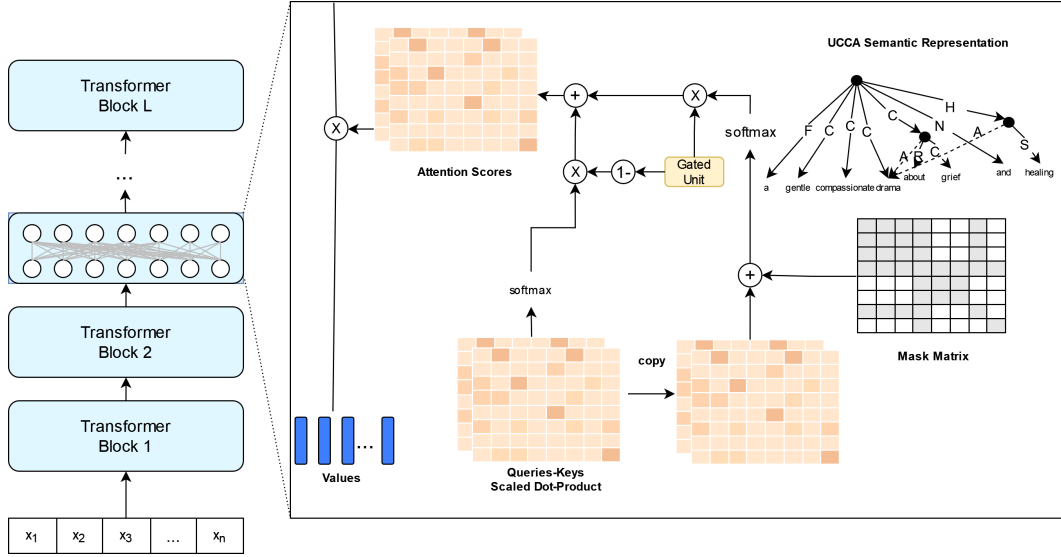 Transformer
Block L
...
Transformer
Block 2
Transformer
Block 1
x1 x2 x3 ... xn
X
Attention Scores
+
X
X
1-
Gated
Unit
softmax
softmax
+
copy
...
Values
Queries-Keys
Scaled Dot-Product
UCCA Semantic Representation
F C C C C N H A S
A R C
a gentle compassionate drama about grief and healing
Mask Matrix